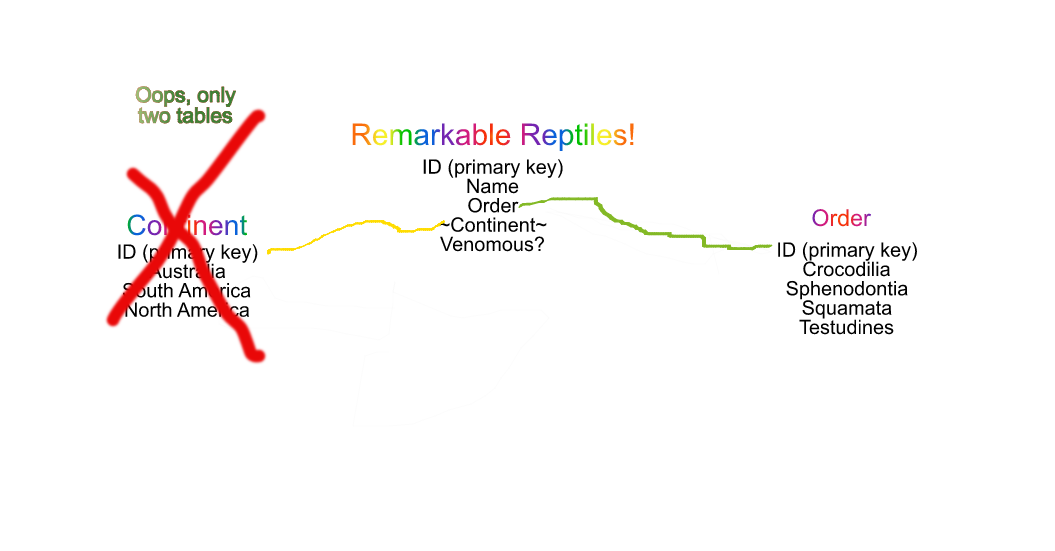 Oops, only
two tables
Continent
ID (primary key)
Australia
South America
North America
Remarkable Reptiles!
ID (primary key)
Name
Order
~Continent~
Venomous?
Order
ID (primary key)
Crocodilia
Sphenodontia
Squamata
Testudines